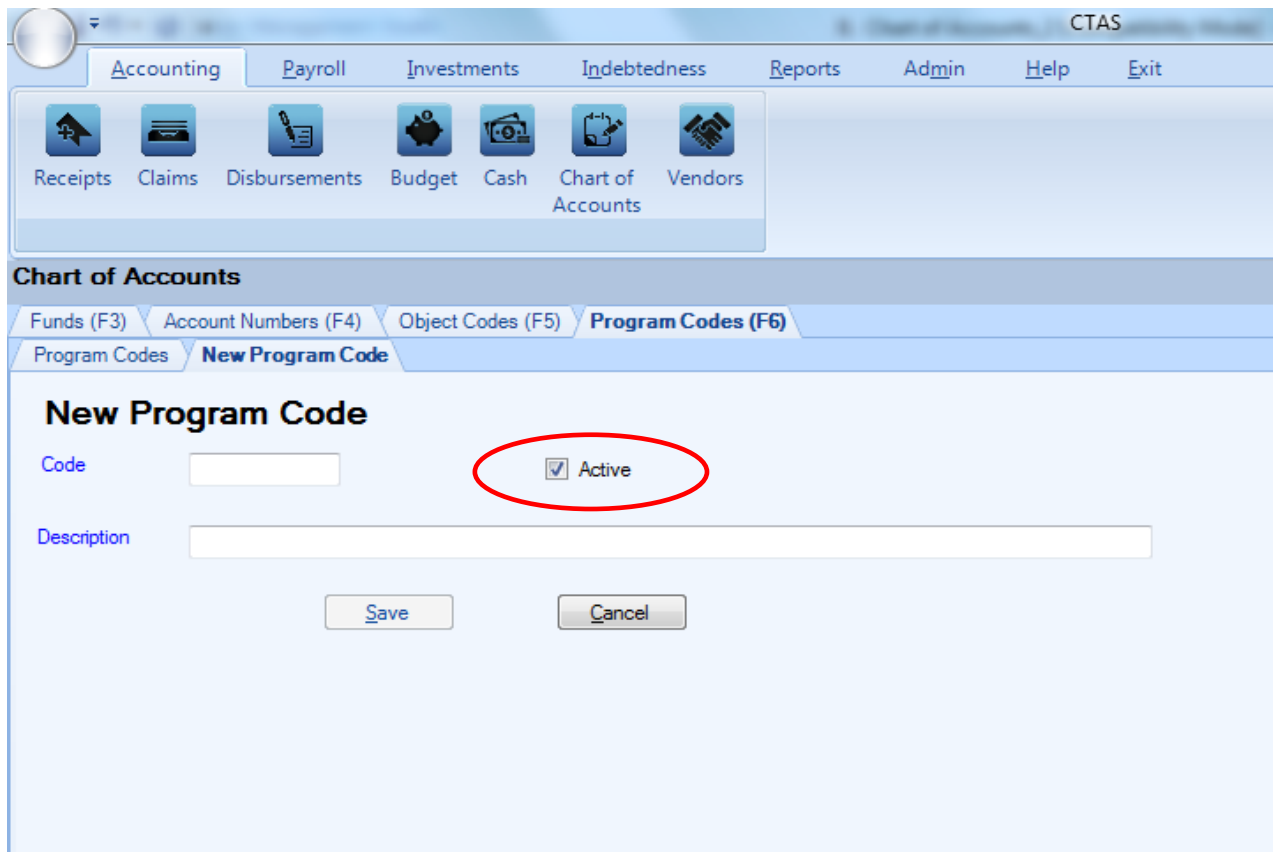 CTAS
Accounting Payroll Investments Indebtedness Reports Admin Help Exit
Receipts Claims Disbursements Budget Cash Chart of Accounts Vendors
Chart of Accounts
Funds (F3) Account Numbers (F4) Object Codes (F5) Program Codes (F6)
Program Codes New Program Code
New Program Code
Code Active
Description
Save Cancel